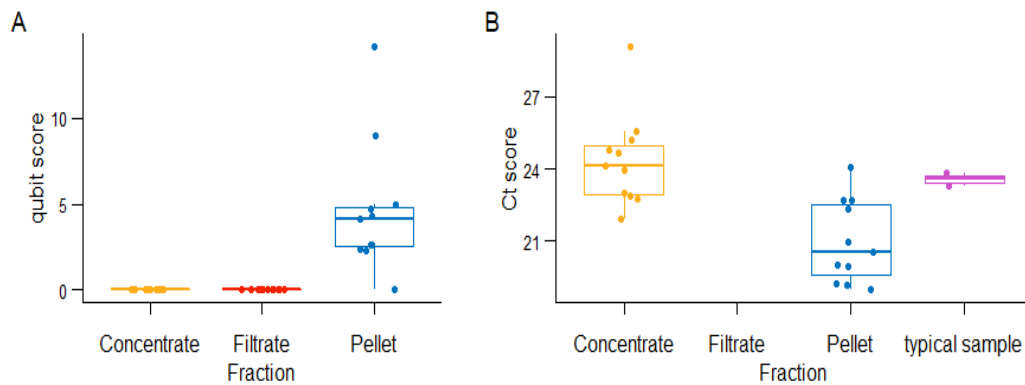 A
qubit score
10
5
0
Concentrate
Filtrate
Pellet
Fraction
B
Ct score
27
24
21
Concentrate
Filtrate
Pellet
typical sample
Fraction